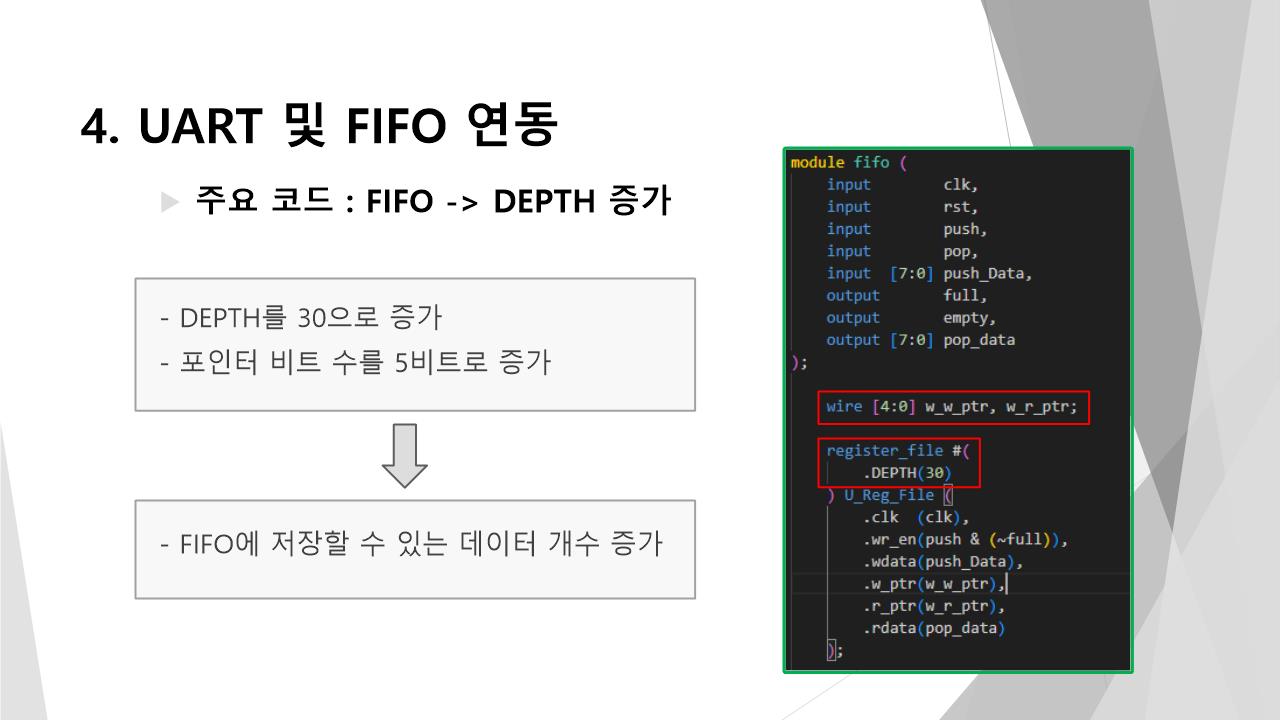 4. UART 및 FIFO 연동
주요 코드 : FIFO -> DEPTH 증가
- DEPTH를 30으로 증가
- 포인터 비트 수를 5비트로 증가
- FIFO에 저장할 수 있는 데이터 개수 증가
module fifo (
input clk,
input rst,
input push,
input pop,
input [7:0] push_Data,
output full,
output empty,
output [7:0] pop_data
);
wire [4:0] w_w_ptr, w_r_ptr;
register_file #(
.DEPTH(30)
) U_Reg_File (
.clk (clk),
.wr_en(push & (~full)),
.wdata(push_Data),
.w_ptr(w_w_ptr),
.r_ptr(w_r_ptr),
.rdata(pop_data)
);